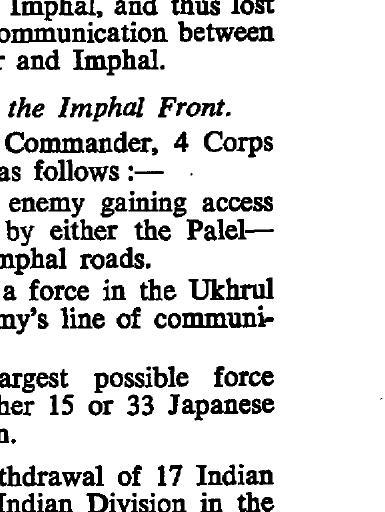 Imphal, and thus lost
ommunication between
and Imphal.
the Imphal Front.
Commander, 4 Corps
as follows :—
enemy gaining access
by either the Palel—
mphal roads.
a force in the Ukhrul
my's line of communi-
argest possible force
her 15 or 33 Japanese
n.
thdrawal of 17 Indian
Indian Division in the